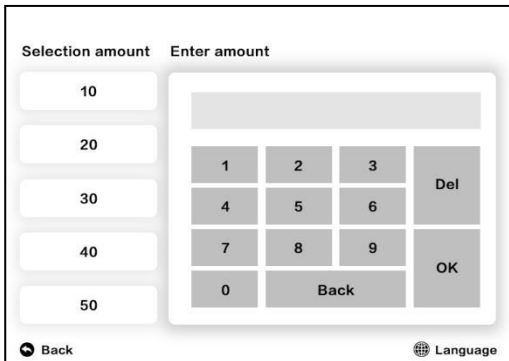 Selection amount
10
20
30
40
50
Enter amount
1 2 3 Del
4 5 6
7 8 9 OK
0 Back
Back
Language